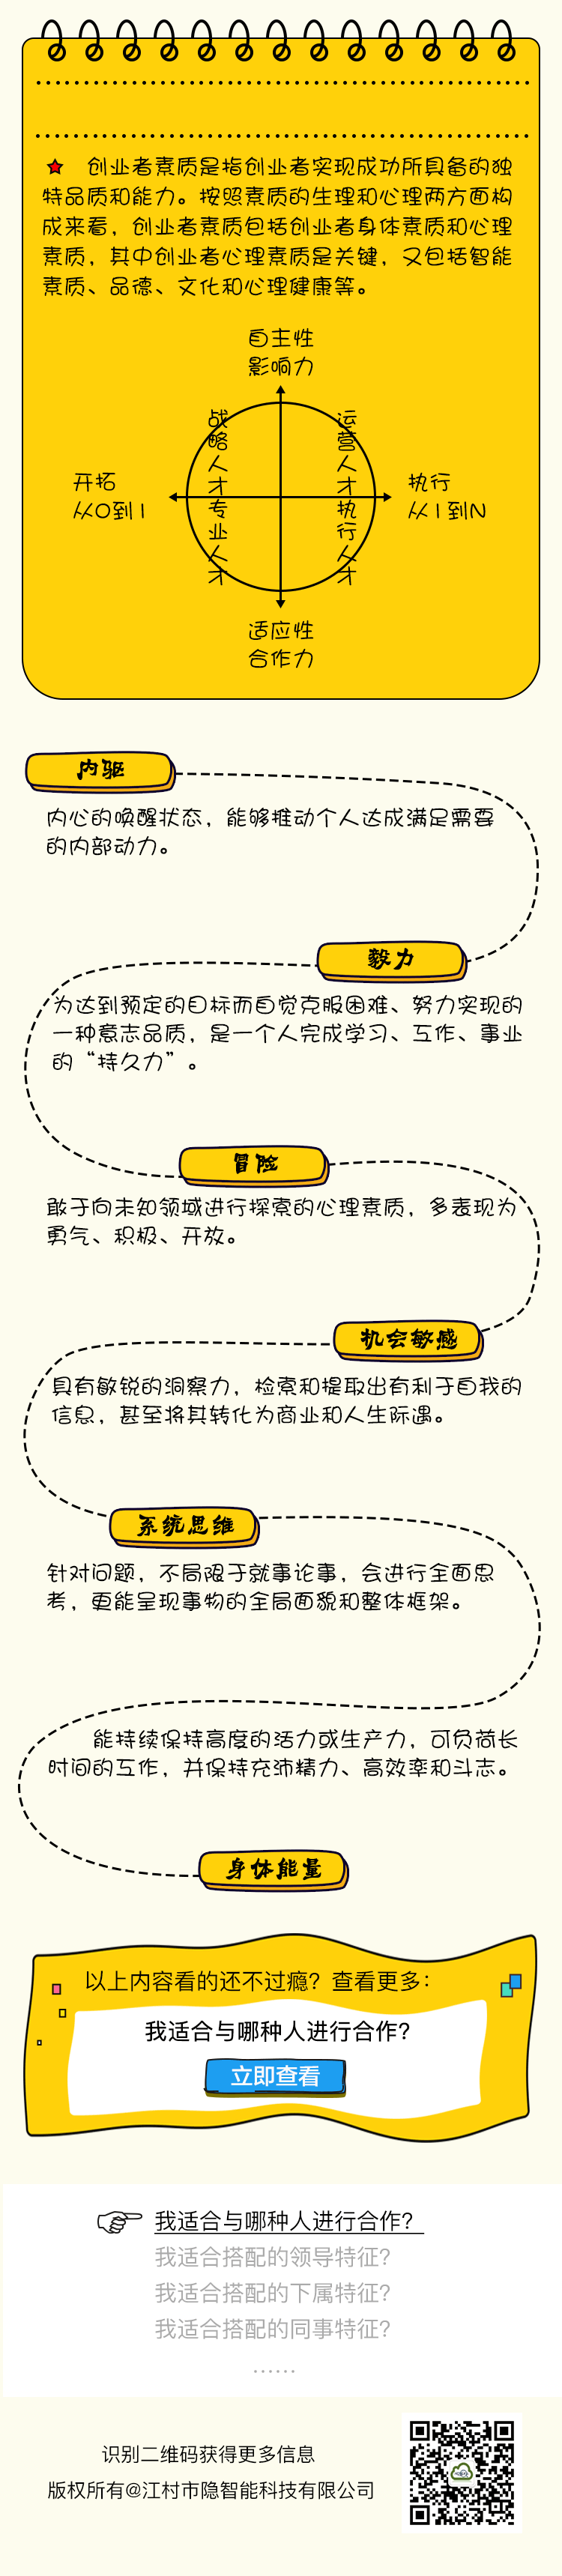 创业者素质是指创业者实现成功所具备的独
特品质和能力。按照素质的生理和心理两方面构
成来看，创业者素质包括创业者身体素质和心理
素质，其中创业者心理素质是关键，又包括智能
素质、品德、文化和心理健康等。
自主性
影响力
战略人才
运营人才
开拓
从0到1
执行
从1到N
专业人才
执行人才
适应性
合作力
内驱
内心的唤醒状态，能够推动个人达成满足需要
的内部动力。
毅力
为达到预定的目标而自觉克服困难、努力实现的
一种意志品质，是一个人完成学习、工作、事业
的“持久力”。
冒险
敢于向未知领域进行探索的心理素质，多表现为
勇气、积极、开放。
机会敏感
具有敏锐的洞察力，检索和提取出有利于自我的
信息，甚至将其转化为商业和人生际遇。
系统思维
针对问题，不局限于就事论事，会进行全面思
考，更能呈现事物的全局面貌和整体框架。
能持续保持高度的活力或生产力，可负荷长
时间的工作，并保持充沛精力、高效率和斗志。
身体能量
以上内容看的还不过瘾？查看更多：
我适合与哪种人进行合作？
立即查看
我适合与哪种人进行合作？
我适合搭配的领导特征？
我适合搭配的下属特征？
我适合搭配的同事特征？
……
识别二维码获得更多信息
版权所有@江村市隐智能科技有限公司